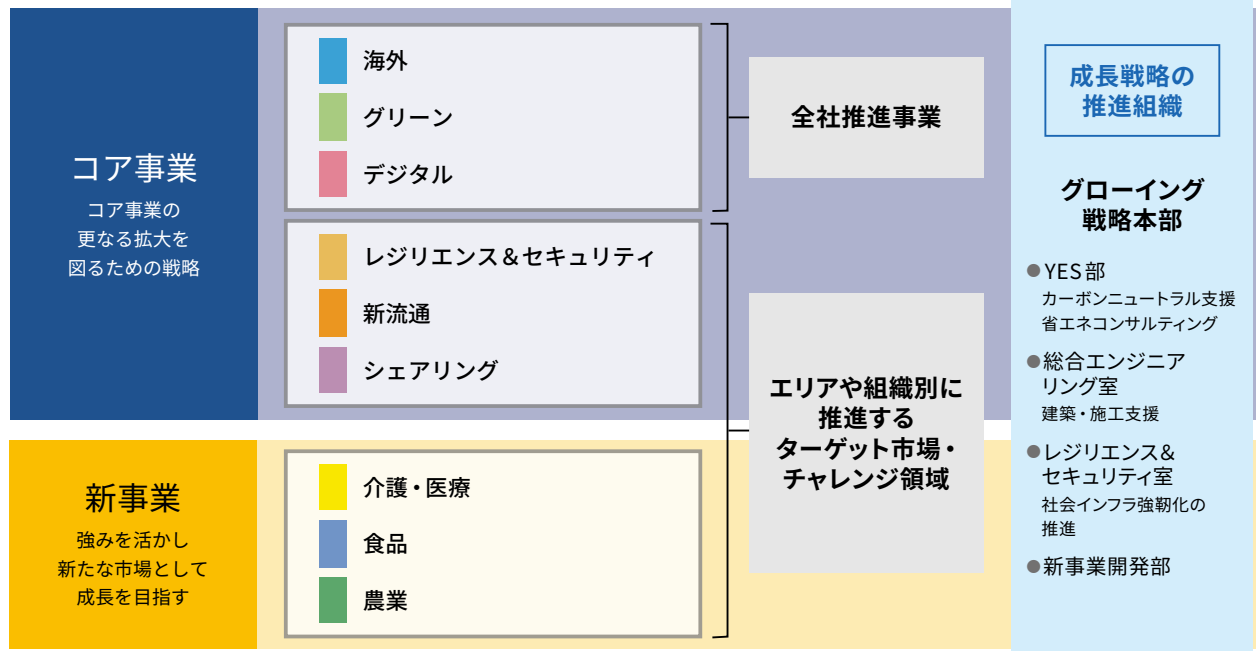 コア事業
コア事業の
更なる拡大を
図るための戦略
海外
グリーン
デジタル
レジリエンス&セキュリティ
新流通
シェアリング
新事業
強みを活かし
新たな市場として
成長を目指す
介護・医療
食品
農業
全社推進事業
エリアや組織別に
推進する
ターゲット市場・
チャレンジ領域
成長戦略の
推進組織
グローイング
戦略本部
●YES部
カーボンニュートラル支援
省エネコンサルティング
●総合エンジニア
リング室
建築・施工支援
●レジリエンス&
セキュリティ室
社会インフラ強靭化の
推進
●新事業開発部